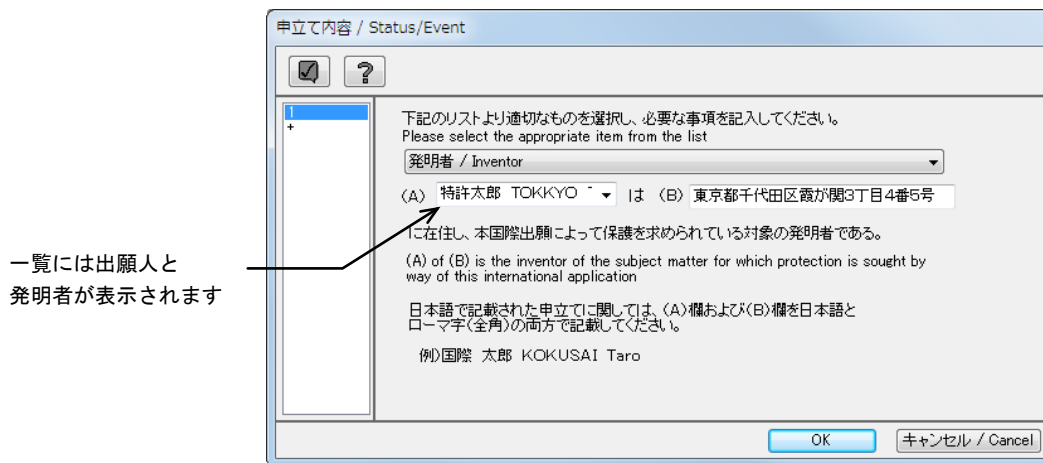 申立て内容 / Status/Event
1
+
下記のリストより適切なものを選択し、必要な事項を記入してください。
Please select the appropriate item from the list
発明者 / Inventor
(A) 特許太郎 TOKKYO は (B) 東京都千代田区霞が関3丁目4番5号
に在住し、本国際出願によって保護を求められている対象の発明者である。
(A) of (B) is the inventor of the subject matter for which protection is sought by
way of this international application
日本語で記載された申立てに関しては、(A)欄および(B)欄を日本語と
ローマ字(全角)の両方で記載してください。
例)国際 太郎 KOKUSAI Taro
OK
キャンセル / Cancel
一覧には出願人と
発明者が表示されます